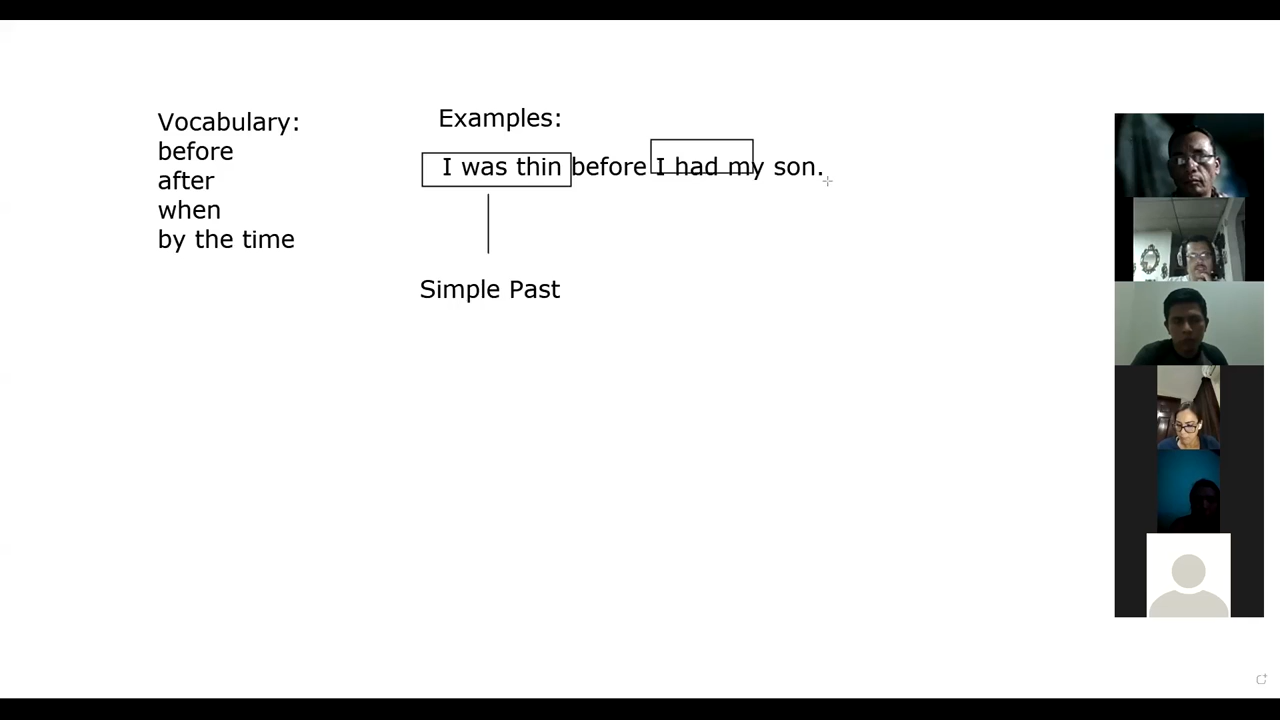 Vocabulary:
before
after
when
by the time
Examples:
I was thin before I had my son.
Simple Past